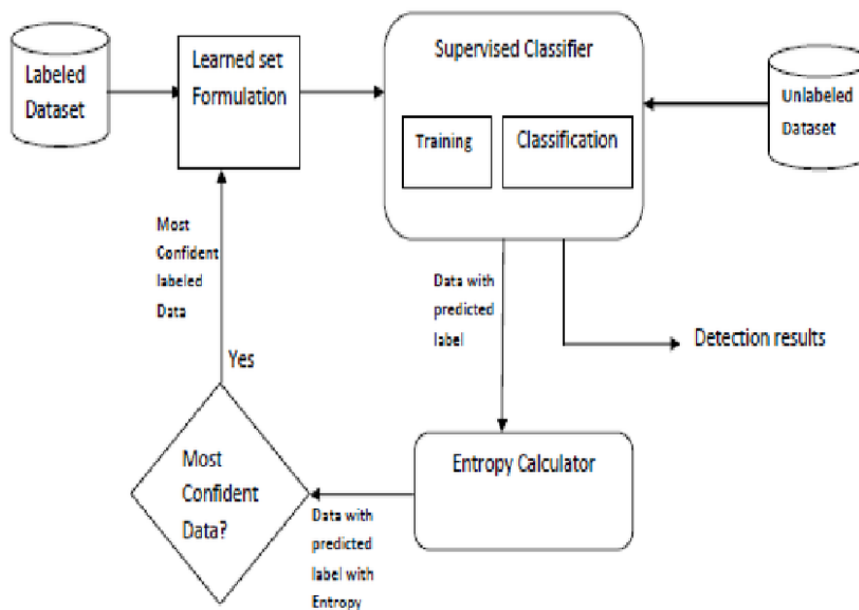 Labeled
Dataset
Learned set
Formulation
Supervised Classifier
Training
Classification
Unlabeled
Dataset
Most
Confident
labeled
Data
Yes
Data with
predicted
label
Detection results
Most
Confident
Data?
Entropy Calculator
Data with
predicted
label with
Entropy